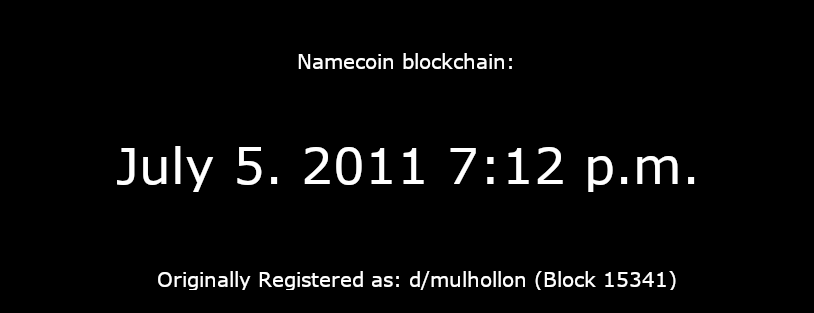 Namecoin blockchain:
July 5. 2011 7:12 p.m.
Originally Registered as: d/mulhollon (Block 15341)